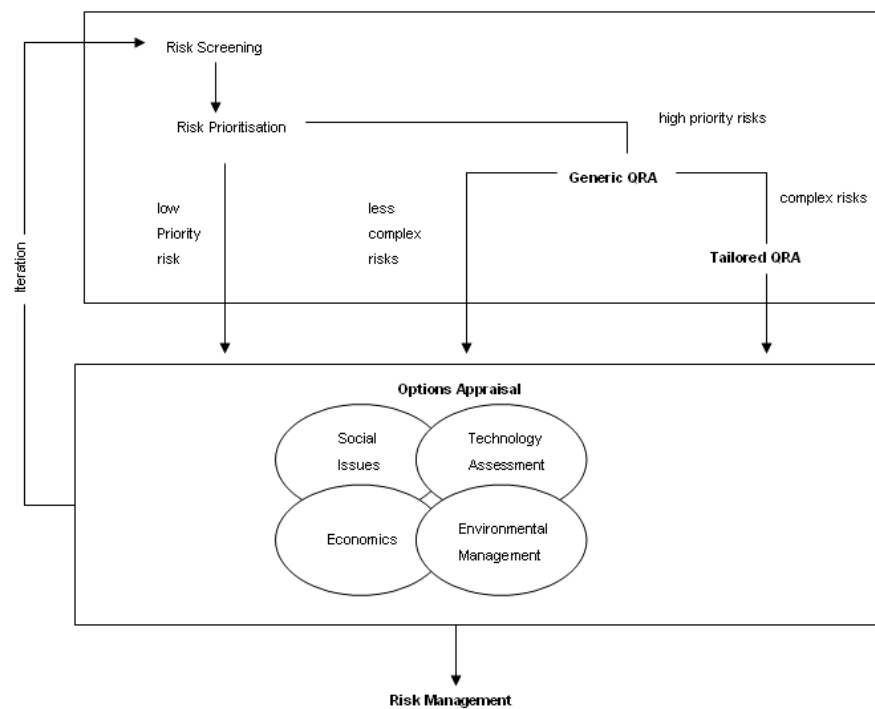 Risk Screening
Risk Prioritisation
high priority risks
Generic QRA
low
Priority
risk
less
complex
risks
complex risks
Tailored QRA
Iteration
Options Appraisal
Social
Issues
Technology
Assessment
Economics
Environmental
Management
Risk Management